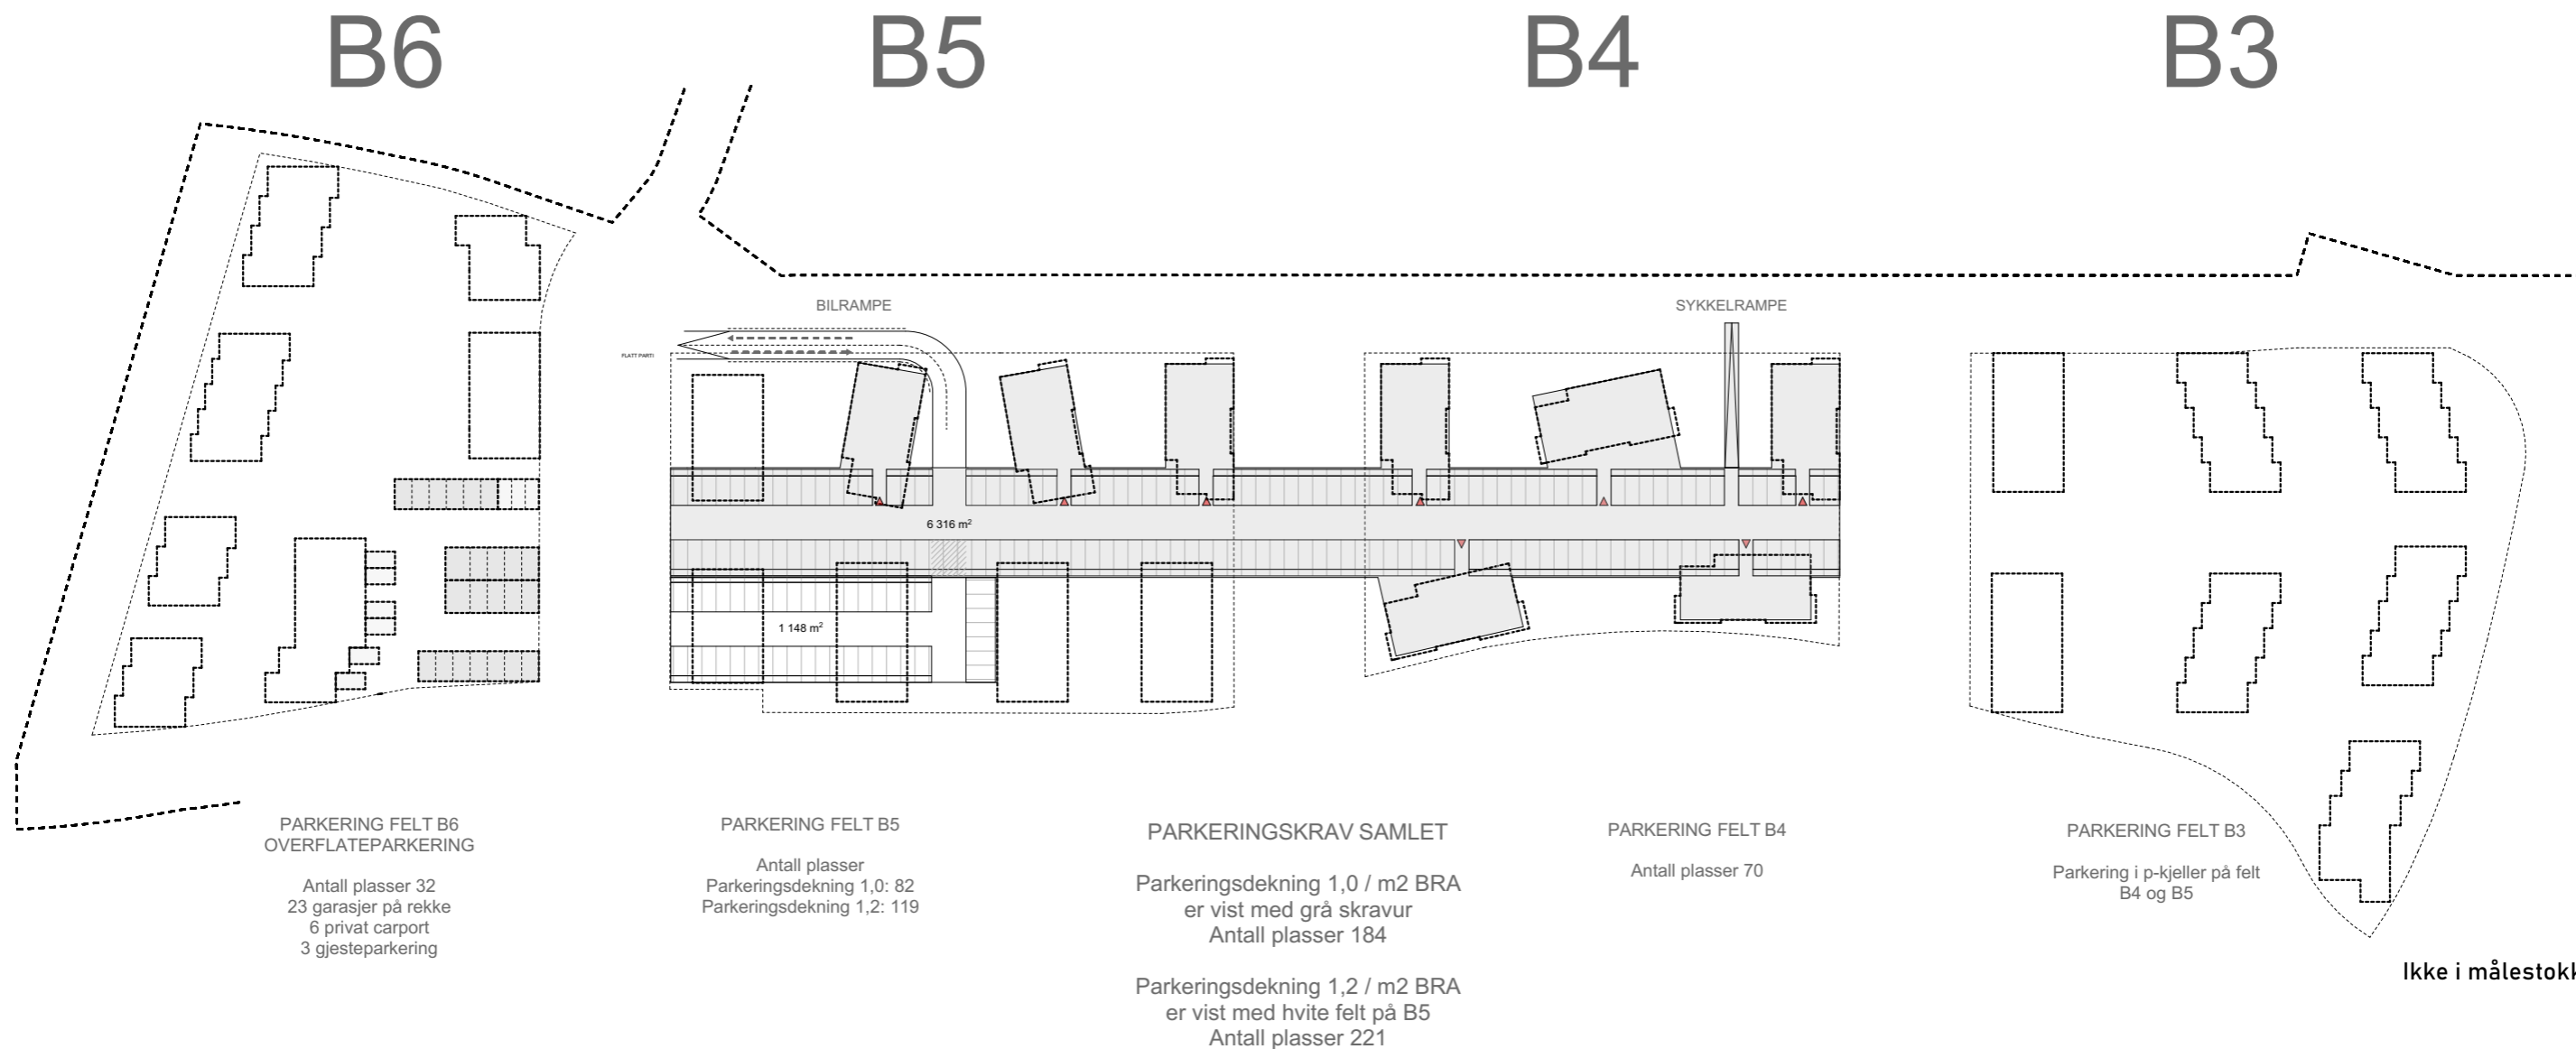 B6
B5
B4
B3
BILRAMPE
SYKKELRAMPE
FLATT PARTI
6 316 m²
1 148 m²
PARKERING FELT B6
OVERFLATEPARKERING
Antall plasser 32
23 garasjer på rekke
6 privat carport
3 gjesteparkering
PARKERING FELT B5
Antall plasser
Parkeringsdekning 1,0: 82
Parkeringsdekning 1,2: 119
PARKERINGSKRAV SAMLET
Parkeringsdekning 1,0 / m2 BRA
er vist med grå skravur
Antall plasser 184
Parkeringsdekning 1,2 / m2 BRA
er vist med hvite felt på B5
Antall plasser 221
PARKERING FELT B4
Antall plasser 70
PARKERING FELT B3
Parkering i p-kjeller på felt
B4 og B5
Ikke i målestokk